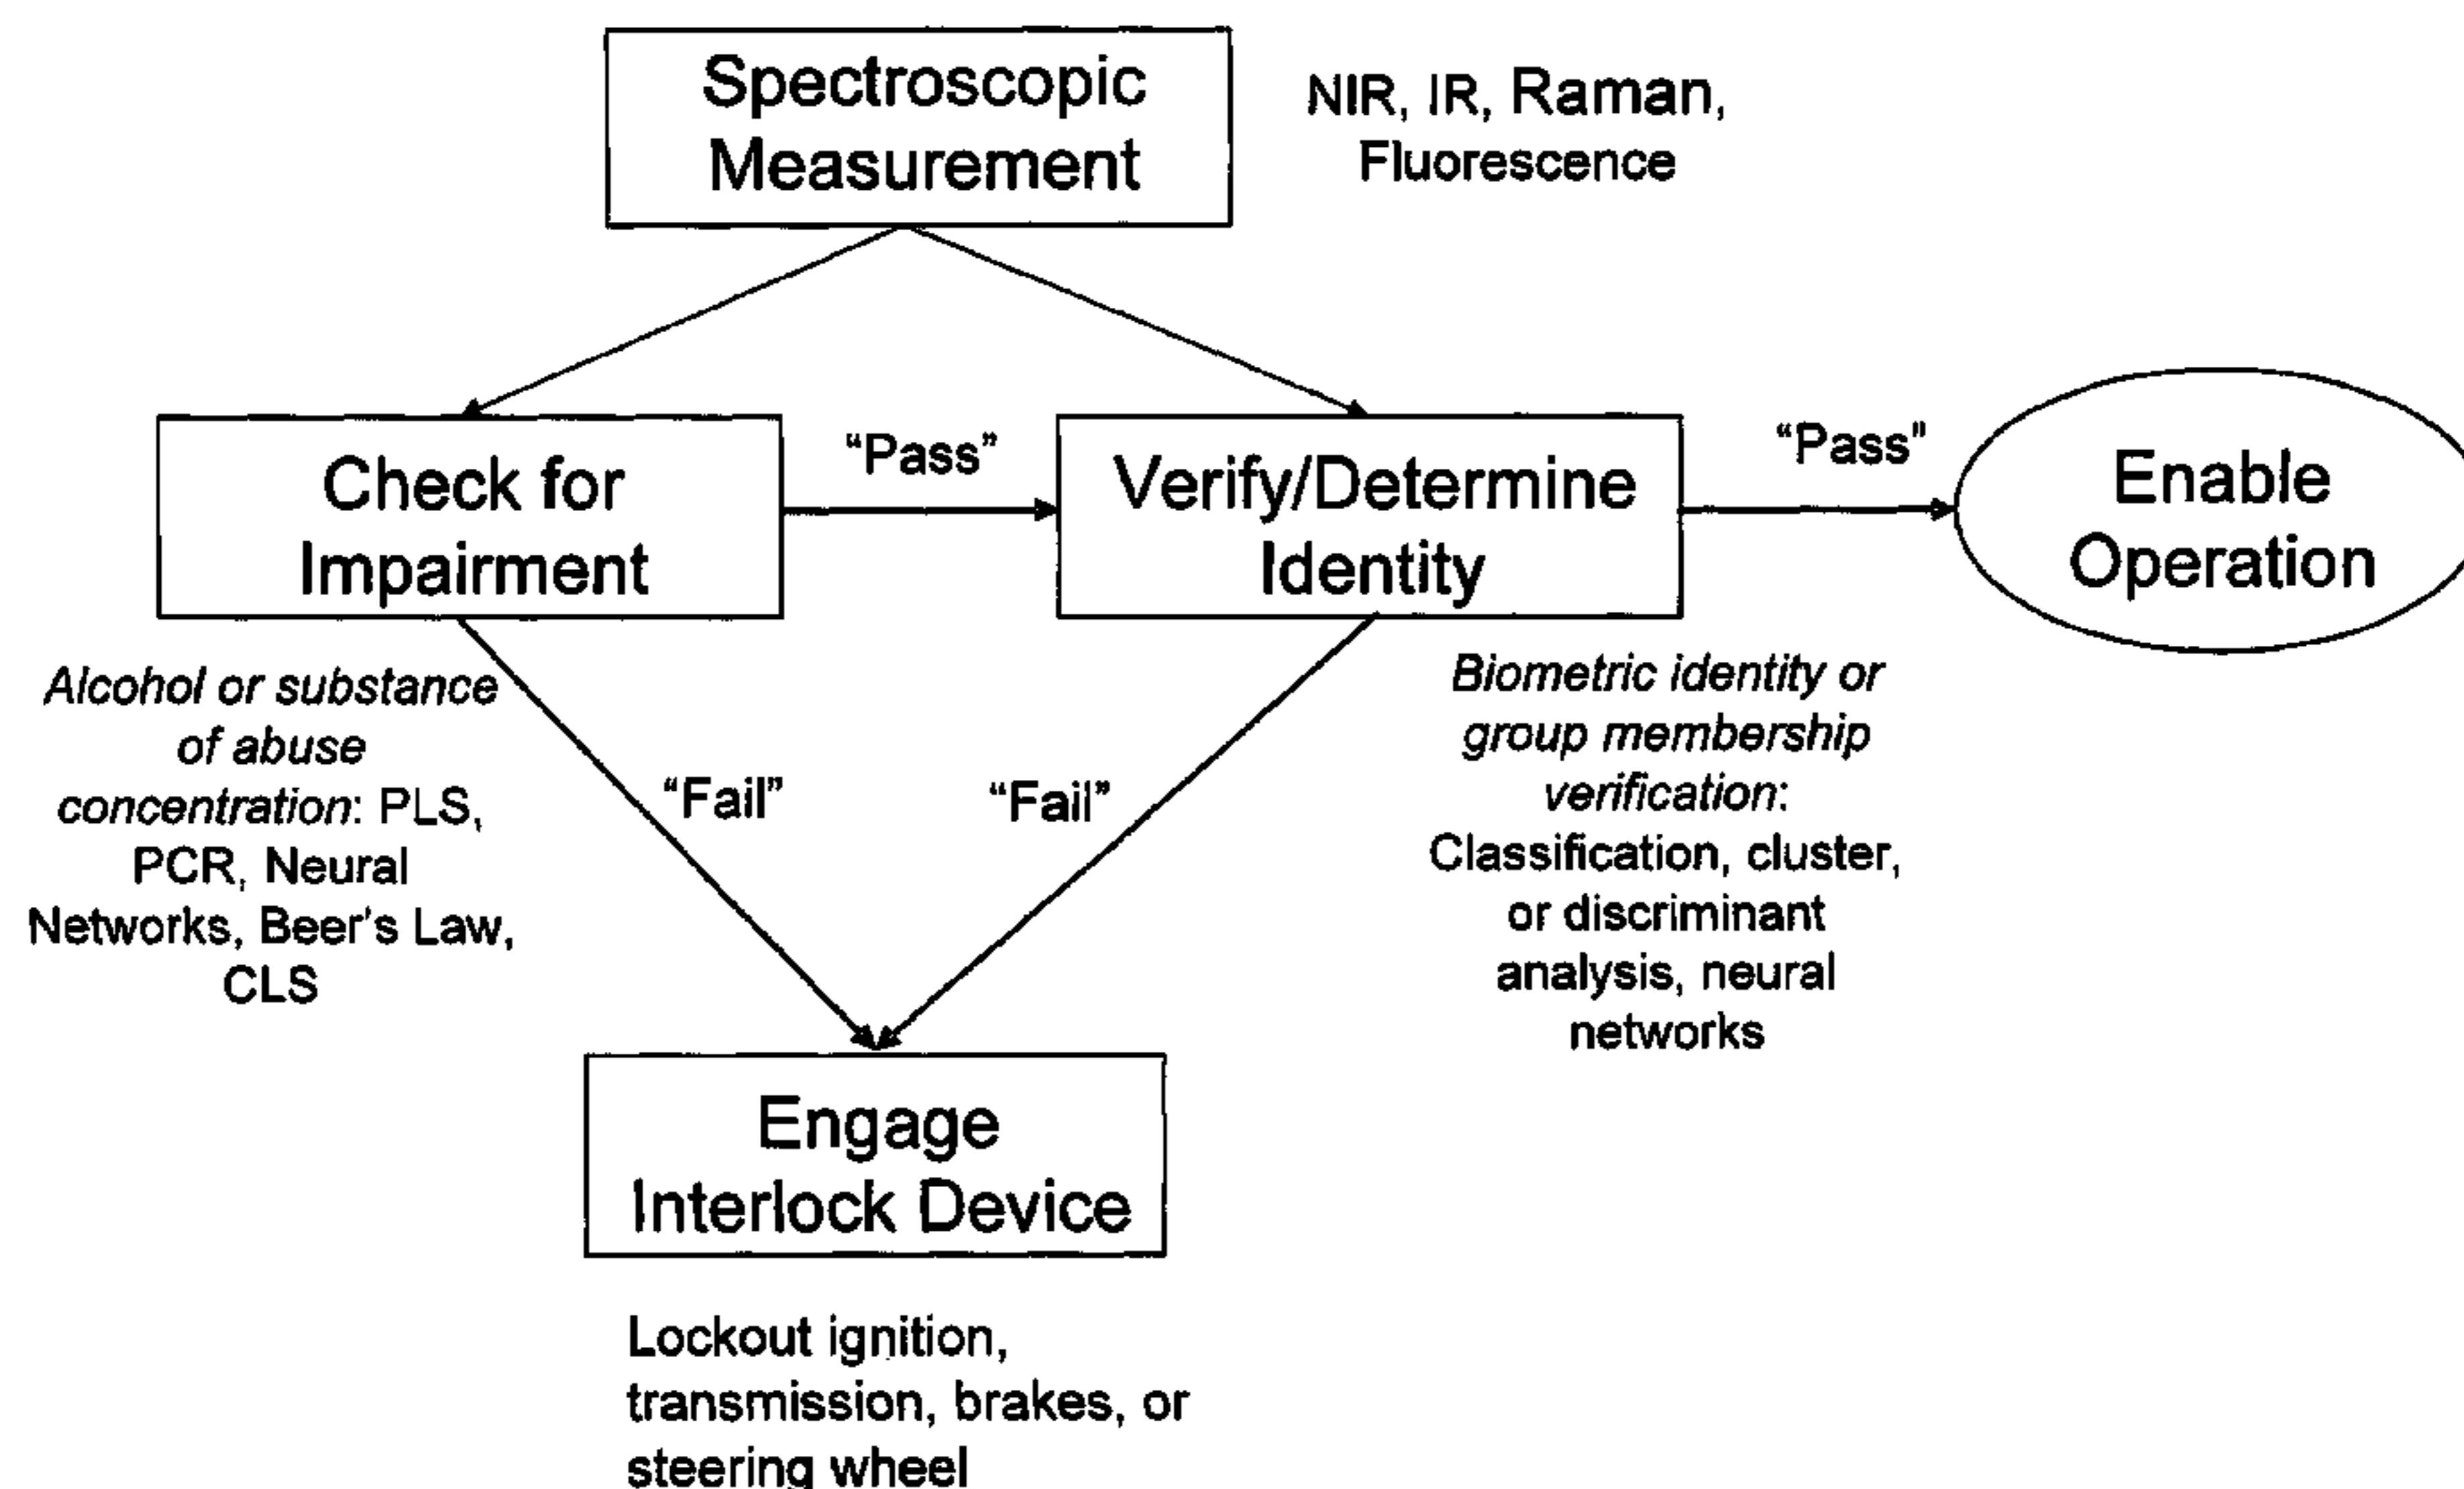 Spectroscopic
Measurement
NIR, IR, Raman,
Fluorescence
Check for
Impairment
“Pass”
Verify/Determine
Identity
“Pass”
Enable
Operation
Alcohol or substance
of abuse
concentration: PLS,
PCR, Neural
Networks, Beer's Law,
CLS
“Fail”
“Fail”
Biometric identity or
group membership
verification:
Classification, cluster,
or discriminant
analysis, neural
networks
Engage
Interlock Device
Lockout ignition,
transmission, brakes, or
steering wheel